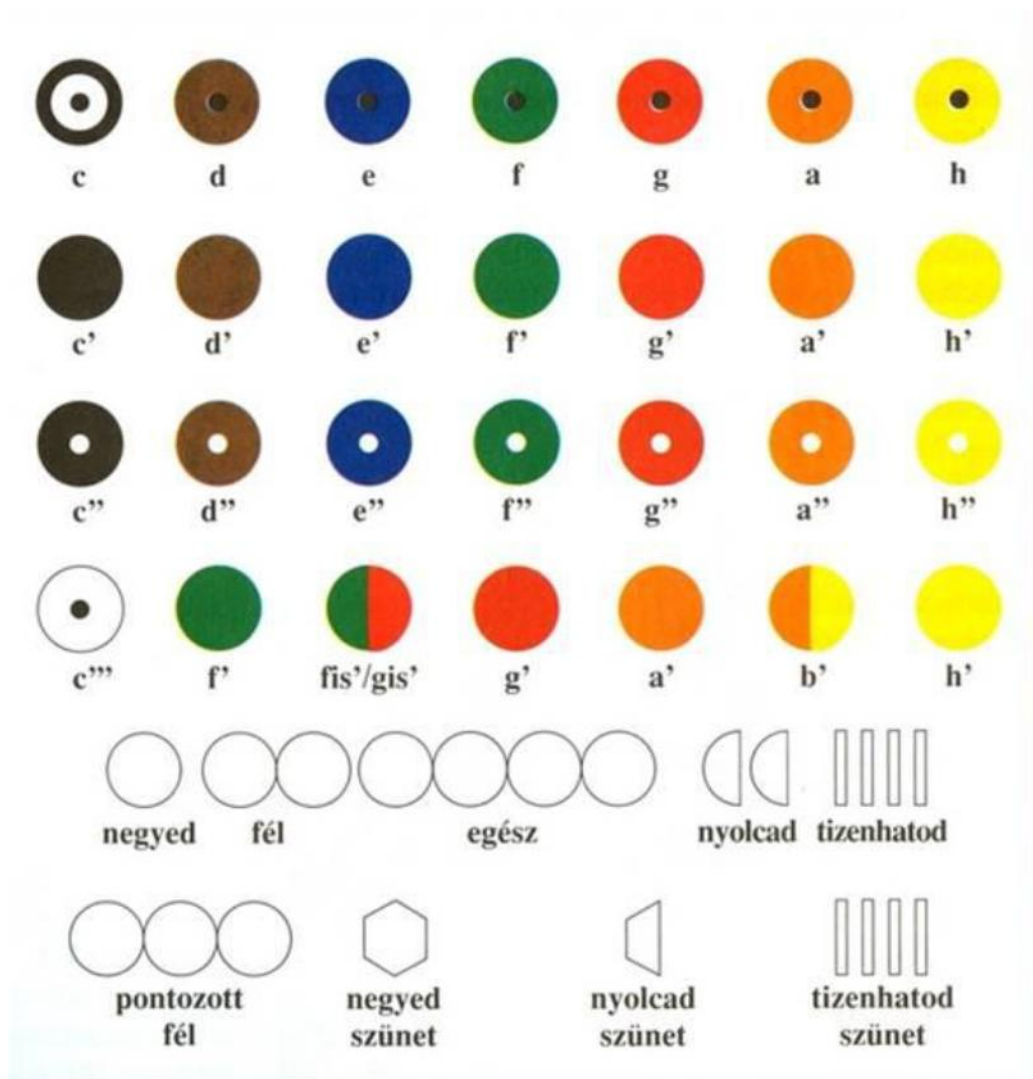 c d e f g a h
c’ d’ e’ f’ g’ a’ h’
c” d” e” f” g” a” h”
c”’ f’ fis’/gis’ g’ a’ b’ h’
negyed fél egész nyolcad tizenhatod
pontozott negyed nyolcad tizenhatod
fél szünet szünet szünet